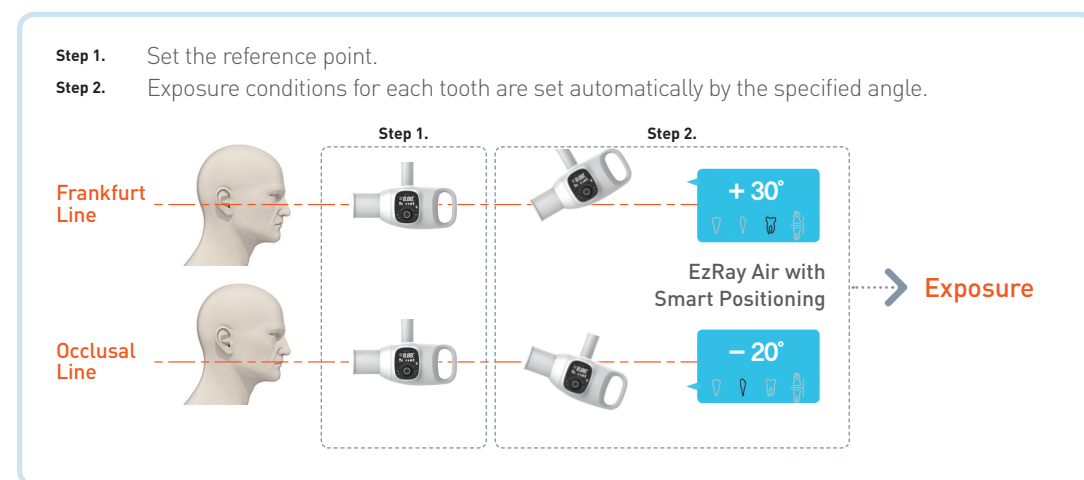 Step 1. Set the reference point.
Step 2. Exposure conditions for each tooth are set automatically by the specified angle.
Step 1.
Step 2.
Frankfurt
Line
+ 30°
EzRay Air with
Smart Positioning
Exposure
Occlusal
Line
− 20°